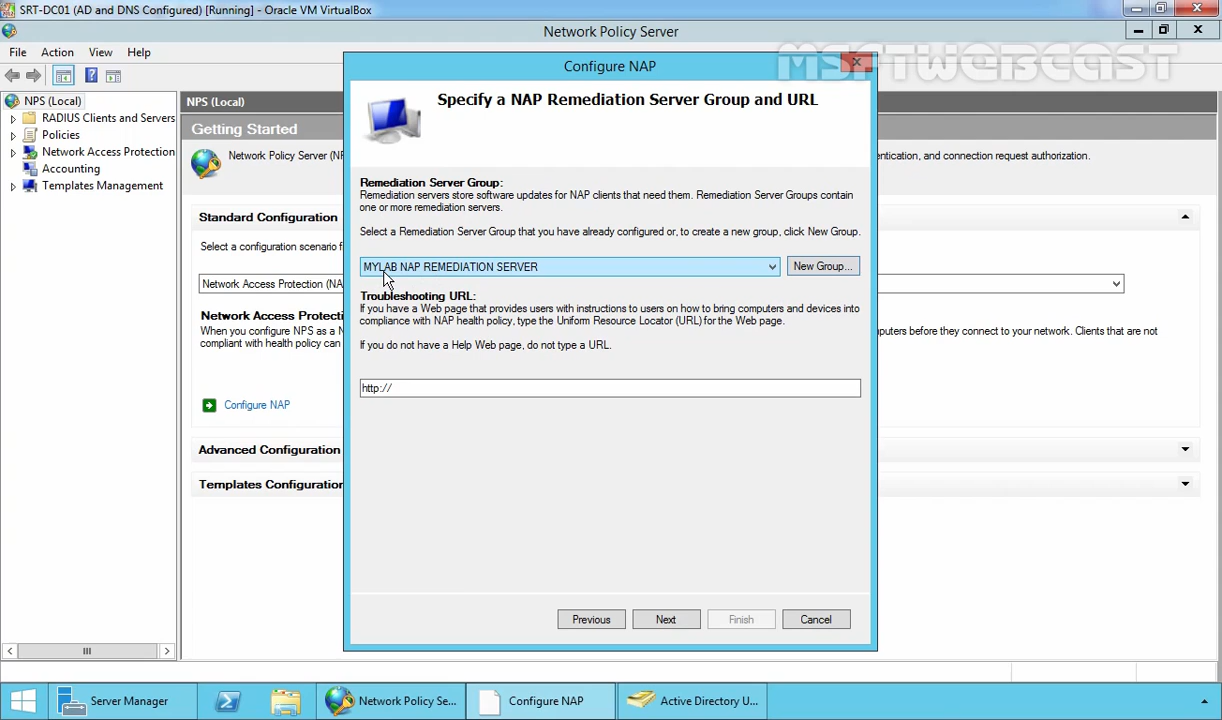 SRT-DC01 (AD and DNS Configured) [Running] - Oracle VM VirtualBox
Network Policy Server
MSFTWEBCAST
File Action View Help
Configure NAP
NPS (Local)
RADIUS Clients and Servers
Policies
Network Access Protection
Accounting
Templates Management
NPS (Local)
Getting Started
Network Policy Server (NP
entication, and connection request authorization.
Standard Configuration
Select a configuration scenario f
Network Access Protection (NA
Network Access Protecti
When you configure NPS as a N
compliant with health policy can
puters before they connect to your network. Clients that are not
Configure NAP
Advanced Configuration
Templates Configuration
Specify a NAP Remediation Server Group and URL
Remediation Server Group:
Remediation servers store software updates for NAP clients that need them. Remediation Server Groups contain
one or more remediation servers.
Select a Remediation Server Group that you have already configured or, to create a new group, click New Group.
MYLAB NAP REMEDIATION SERVER
New Group...
Troubleshooting URL:
If you have a Web page that provides users with instructions to users on how to bring computers and devices into
compliance with NAP health policy, type the Uniform Resource Locator (URL) for the Web page.
If you do not have a Help Web page, do not type a URL.
http://
Previous Next Finish Cancel
Server Manager
Network Policy Se...
Configure NAP
Active Directory U...